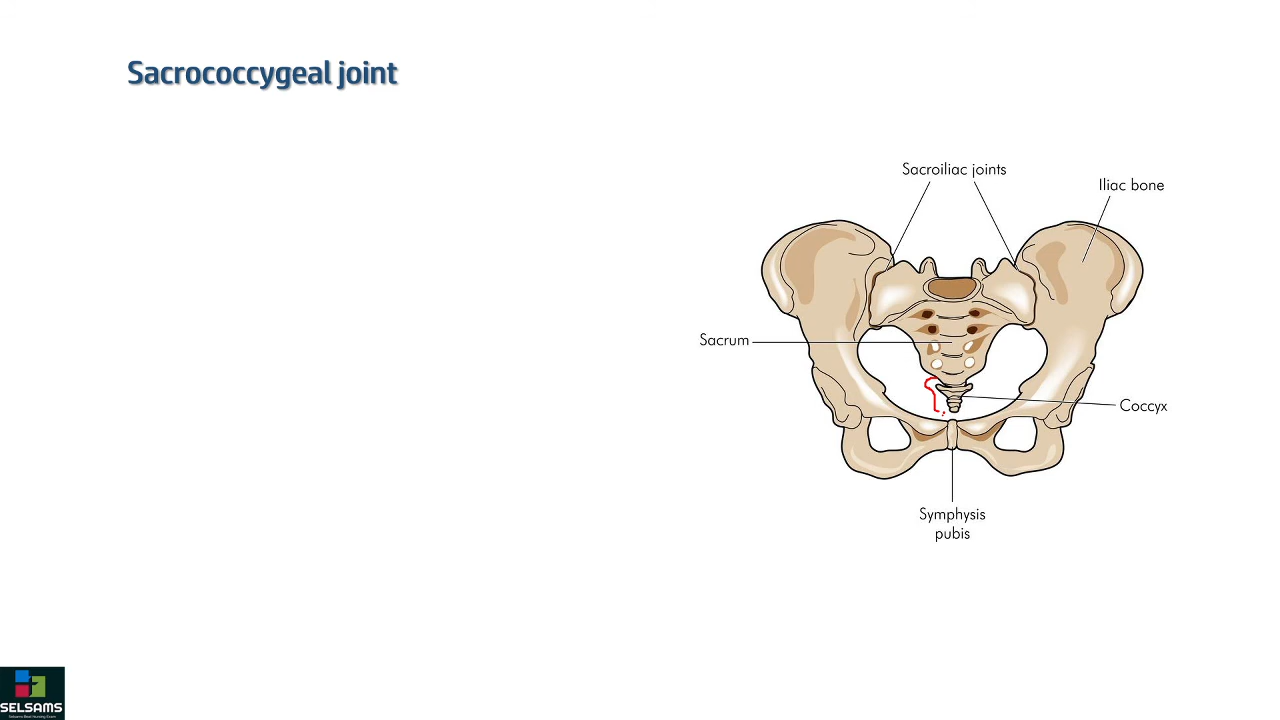 Sacrococcygeal joint
Sacroiliac joints
Iliac bone
Sacrum
Coccyx
Symphysis
pubis
SELSAMS